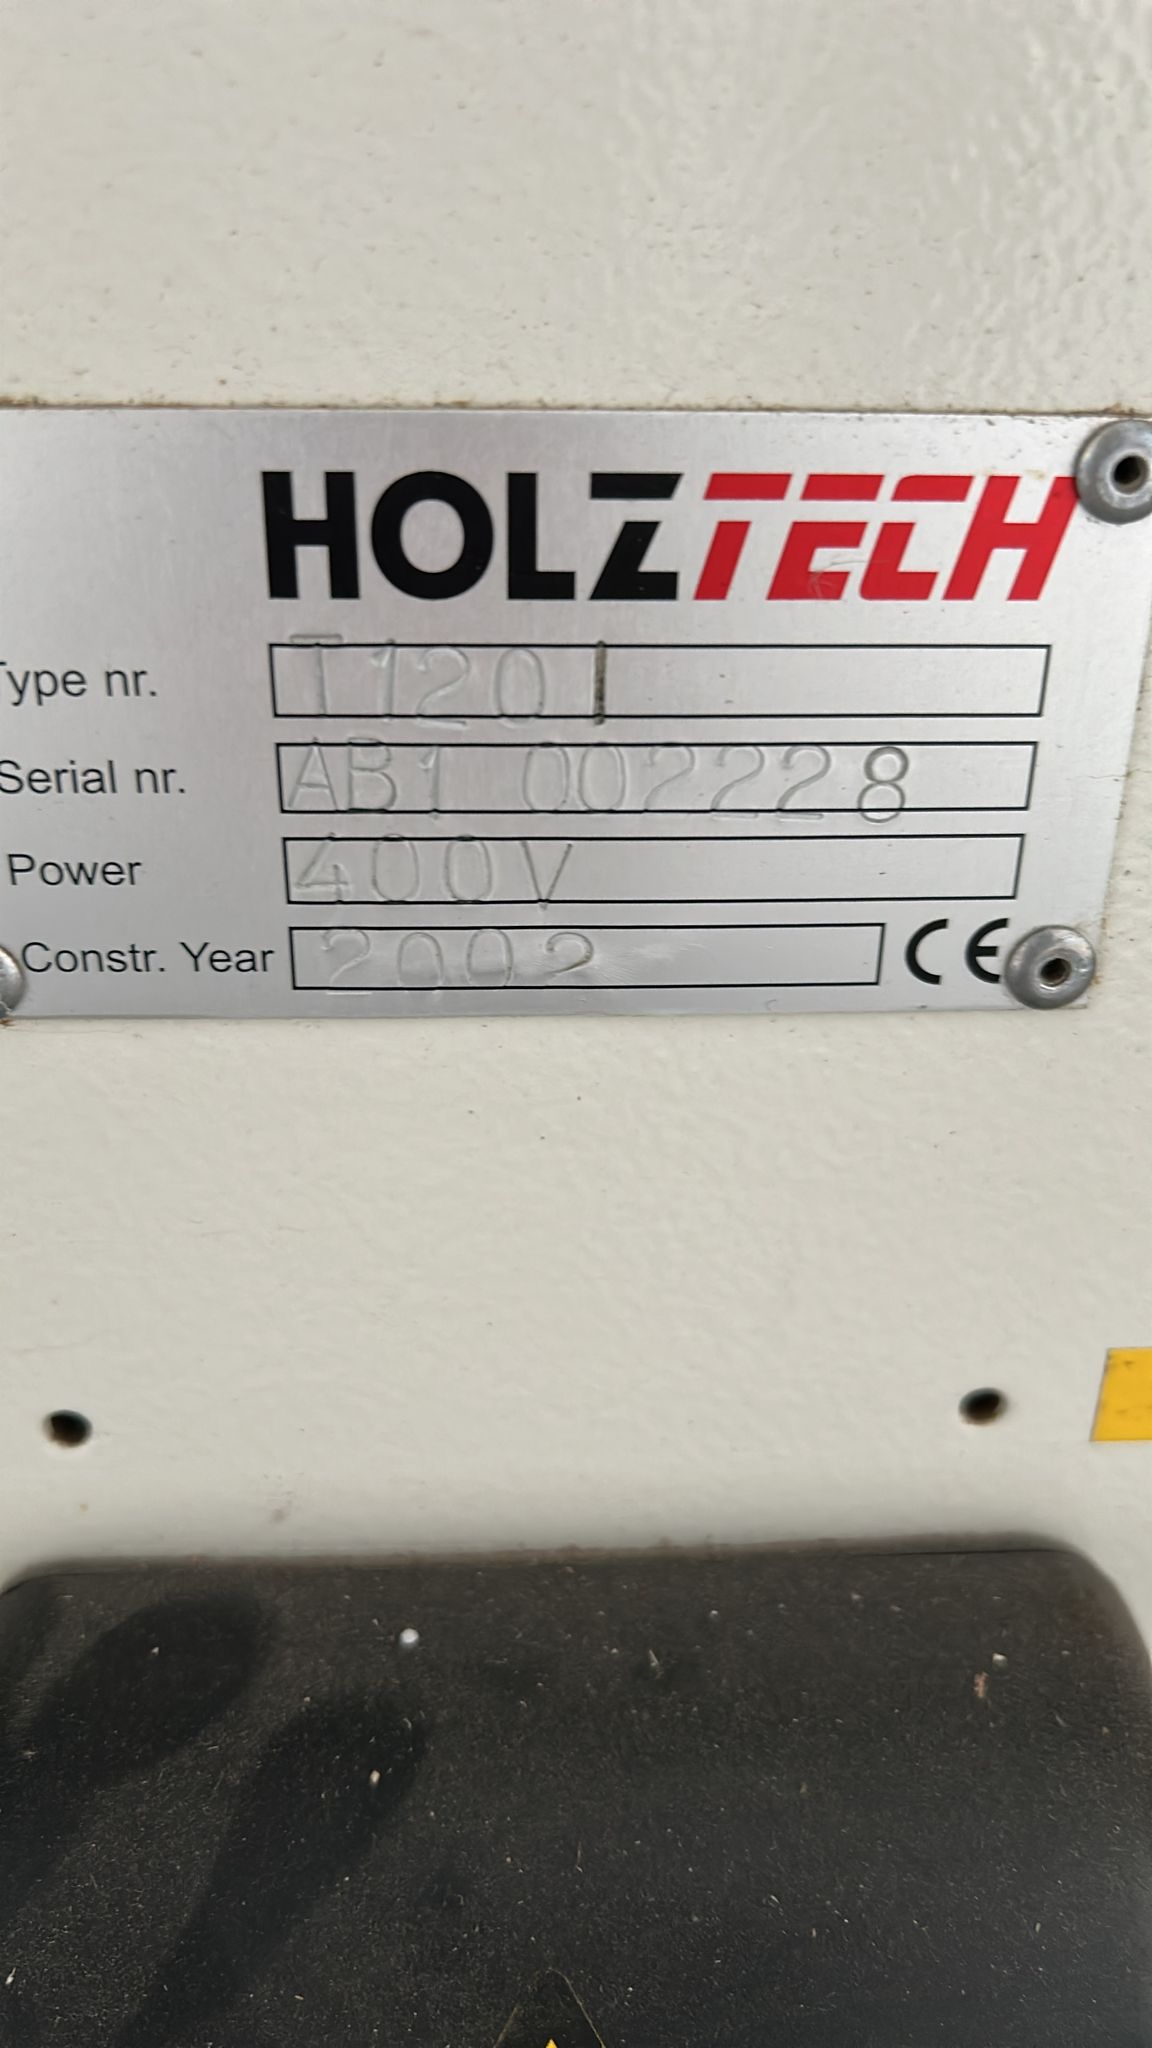 HOLZTECH
Type nr. T120I
Serial nr. AB1 002228
Power 400V
Constr. Year 2002 CE